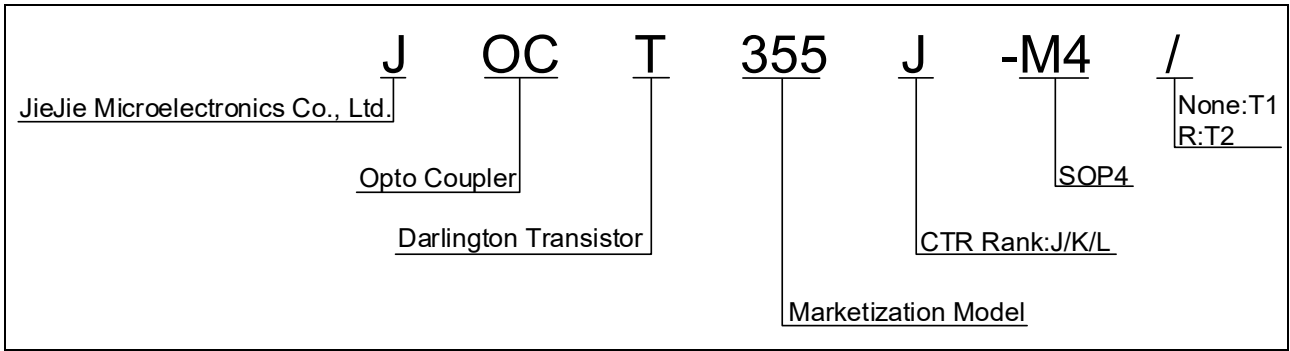 J OC T 355 J -M4 /
JieJie Microelectronics Co., Ltd.
None:T1
R:T2
Opto Coupler
SOP4
Darlington Transistor
CTR Rank:J/K/L
Marketization Model